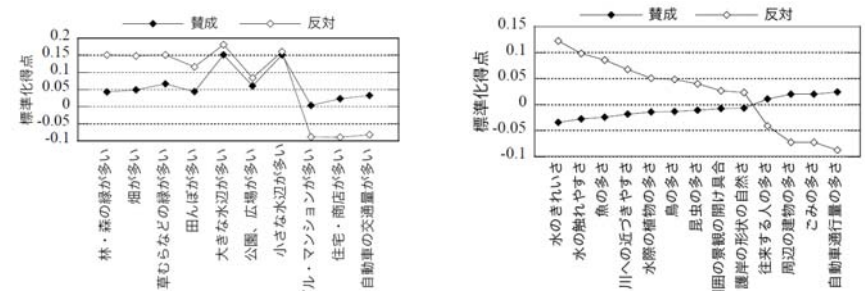 賛成 反対
標準化得点
0.2
0.15
0.1
0.05
0
-0.05
-0.1
林・森の緑が多い
畑が多い
草むらなどの緑が多い
田んぼが多い
大きな水辺が多い
公園、広場が多い
小さな水辺が多い
ル・マンションが多い
住宅・商店が多い
自動車の交通量が多い
賛成 反対
標準化得点
0.15
0.1
0.05
0
-0.05
-0.1
水のきれいさ
水の触れやすさ
魚の多さ
川への近づきやすさ
水際の植物の多さ
鳥の多さ
昆虫の多さ
囲の景観の開け具合
護岸の形状の自然さ
往来する人の多さ
周辺の建物の多さ
ごみの多さ
自動車通行量の多さ